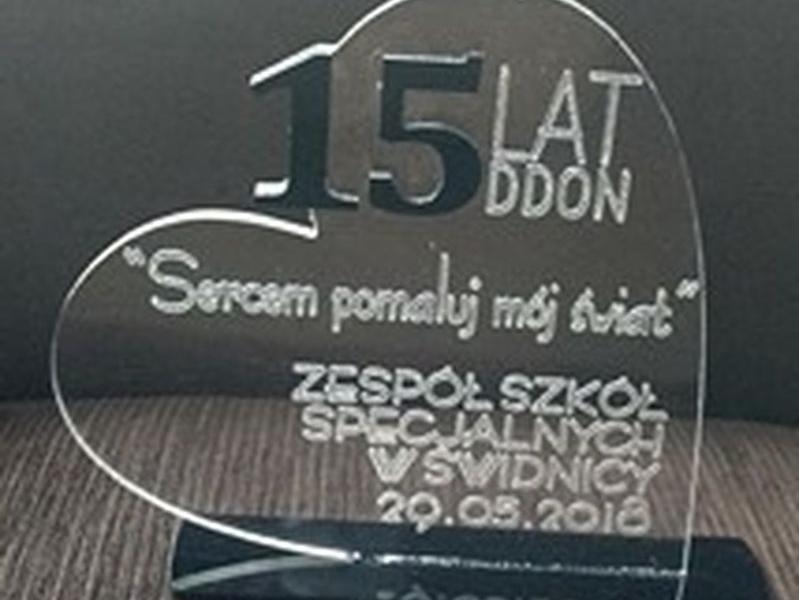 15 LAT
DDON
"Sercem pomaluj mój świat"
ZESPÓŁ SZKÓŁ
SPECJALNYCH
W ŚWIDNICY
29.05.2018